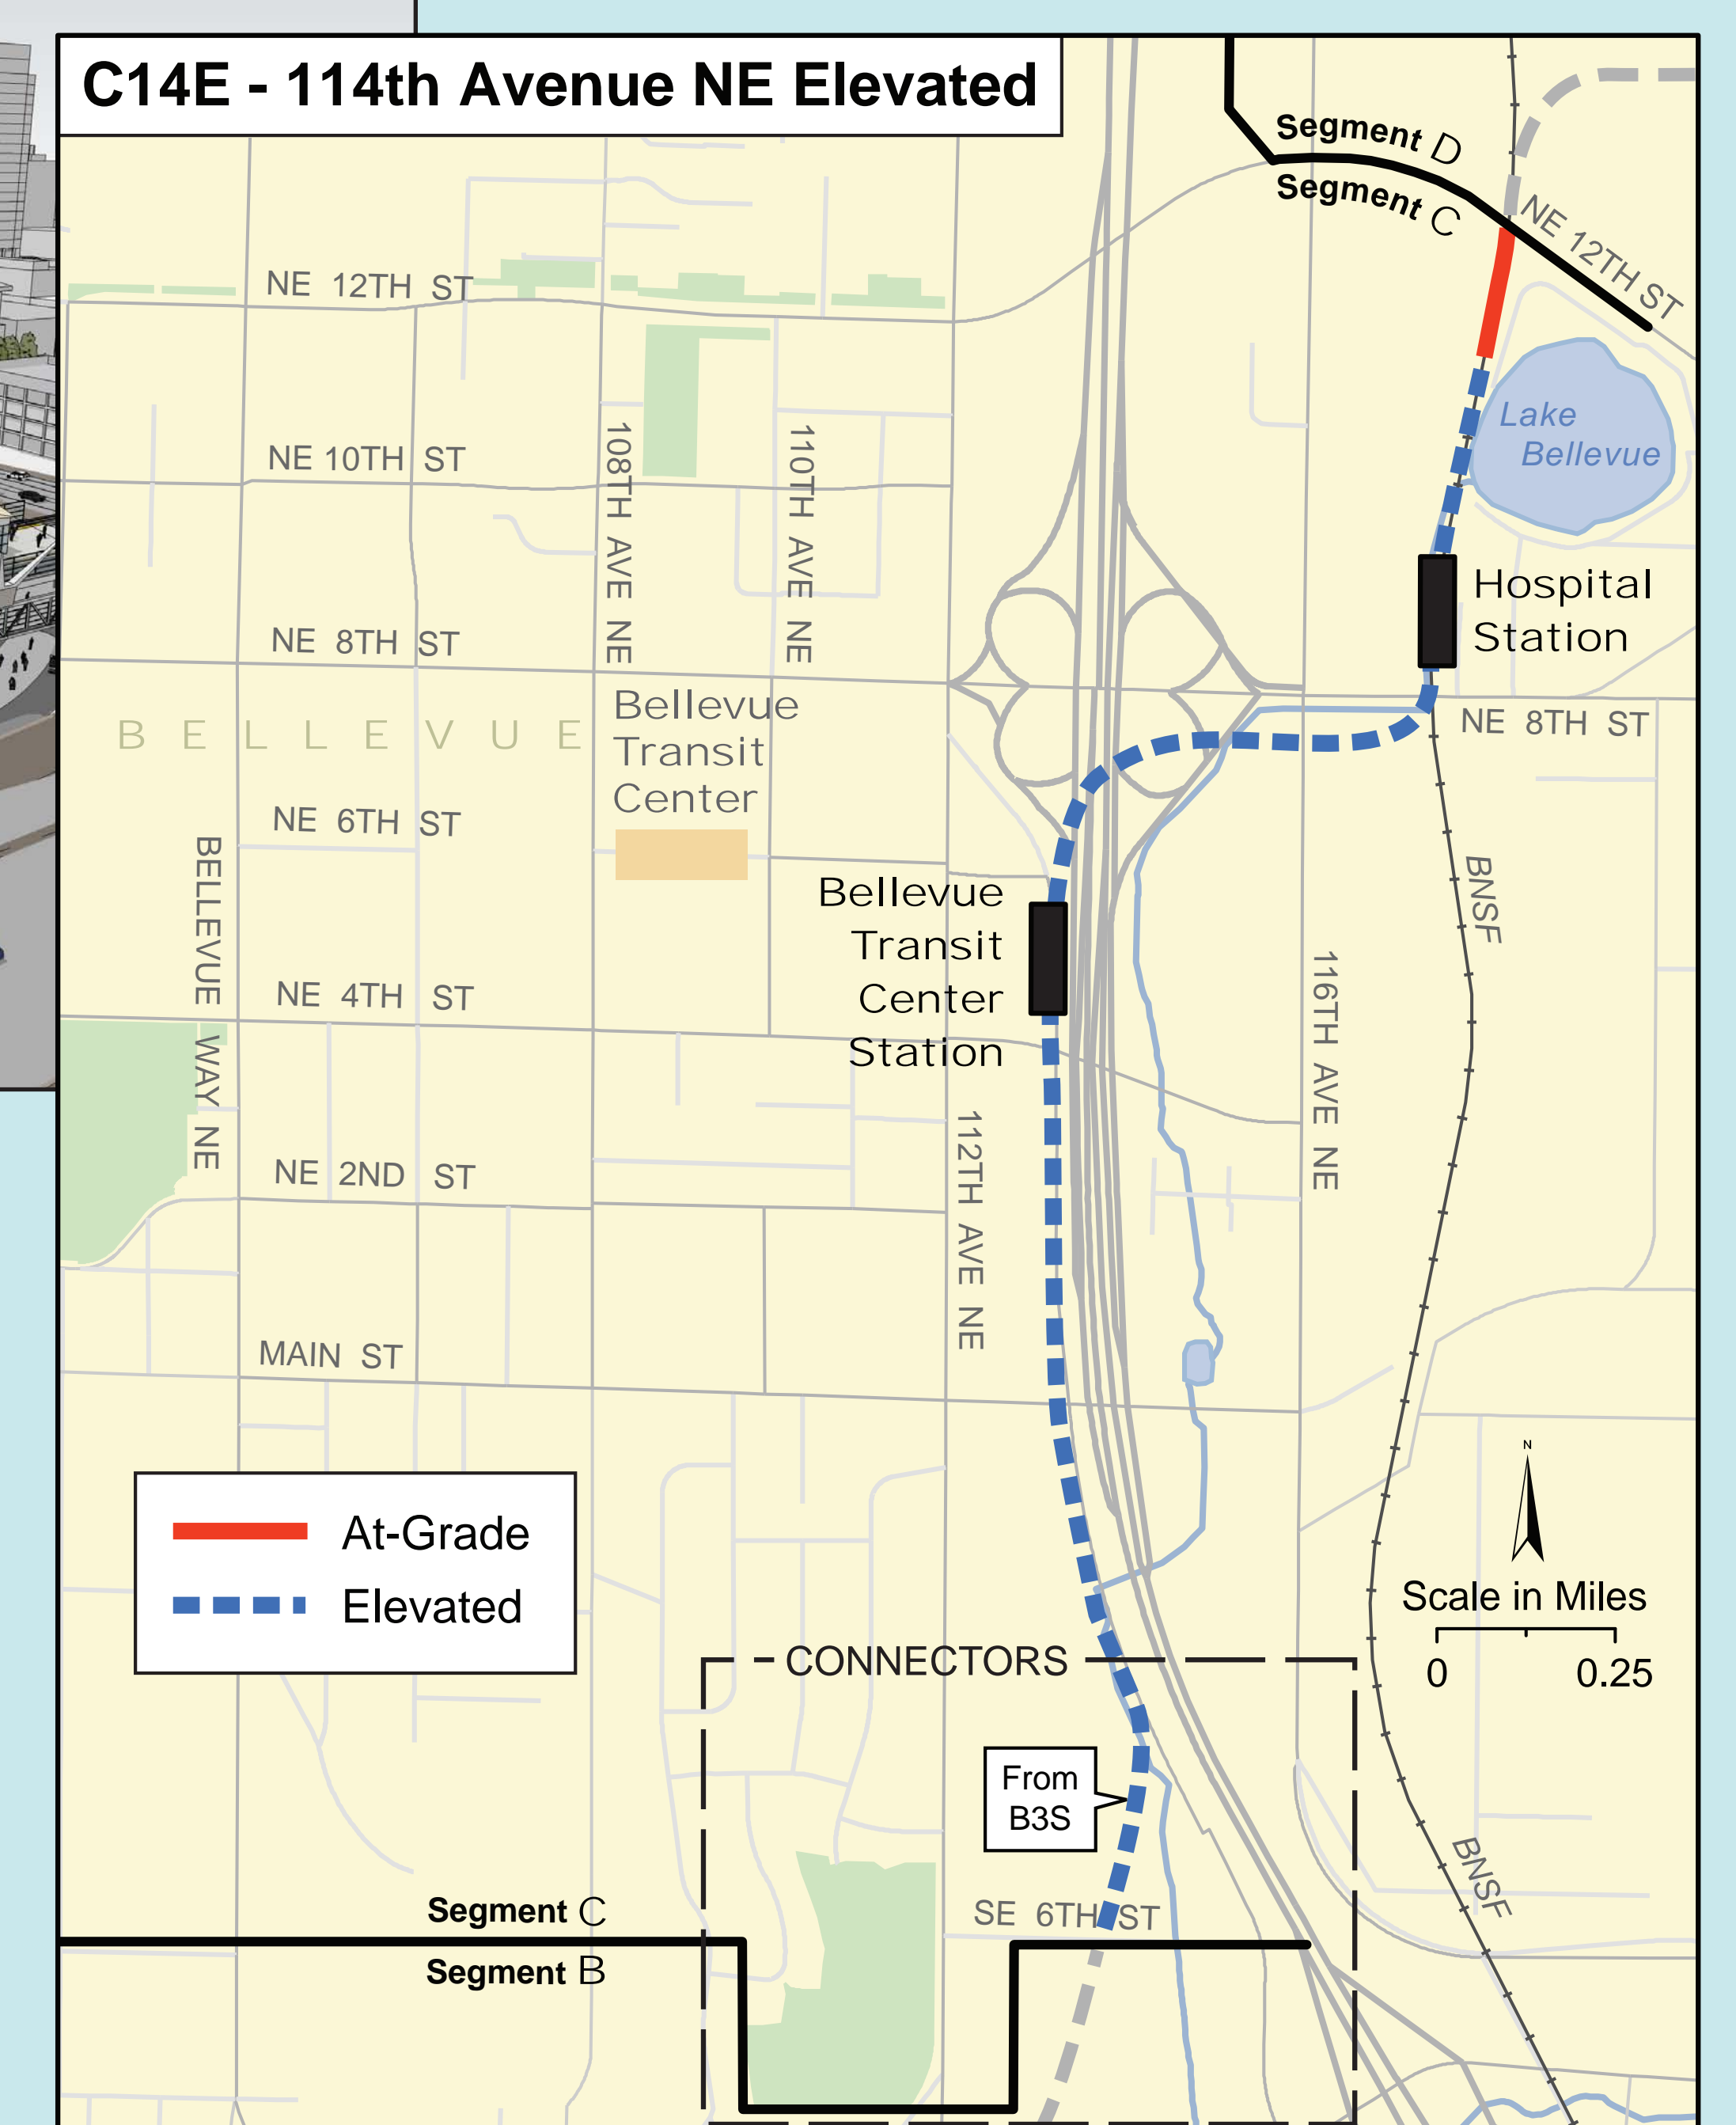 C14E - 114th Avenue NE Elevated
Segment D
Segment C
NE 12TH ST
NE 12TH ST
Lake
Bellevue
NE 10TH ST
108TH AVE NE
110TH AVE NE
Hospital
Station
NE 8TH ST
NE 8TH ST
Bellevue
Transit
Center
BELLEVUE
NE 6TH ST
BELLEVUE WAY NE
BNSF
Bellevue
Transit
Center
Station
NE 4TH ST
116TH AVE NE
112TH AVE NE
NE 2ND ST
MAIN ST
N
At-Grade
Elevated
Scale in Miles
0 0.25
CONNECTORS
From
B3S
BNSF
SE 6TH ST
Segment C
Segment B